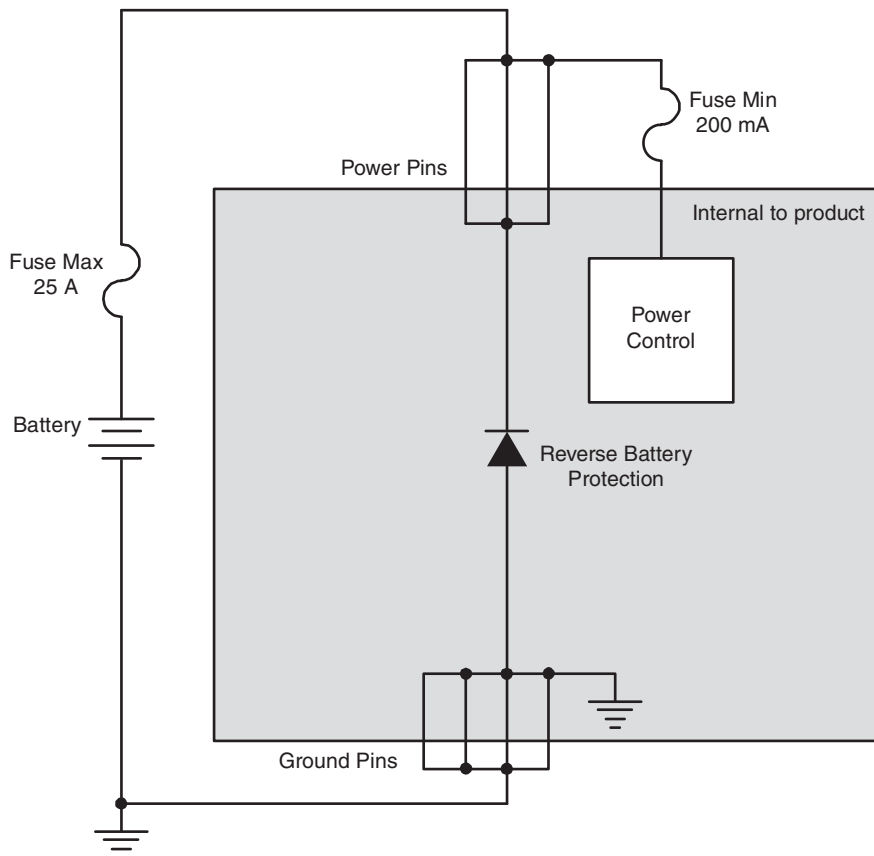 Fuse Min
200 mA
Power Pins
Internal to product
Fuse Max
25 A
Power
Control
Battery
Reverse Battery
Protection
Ground Pins